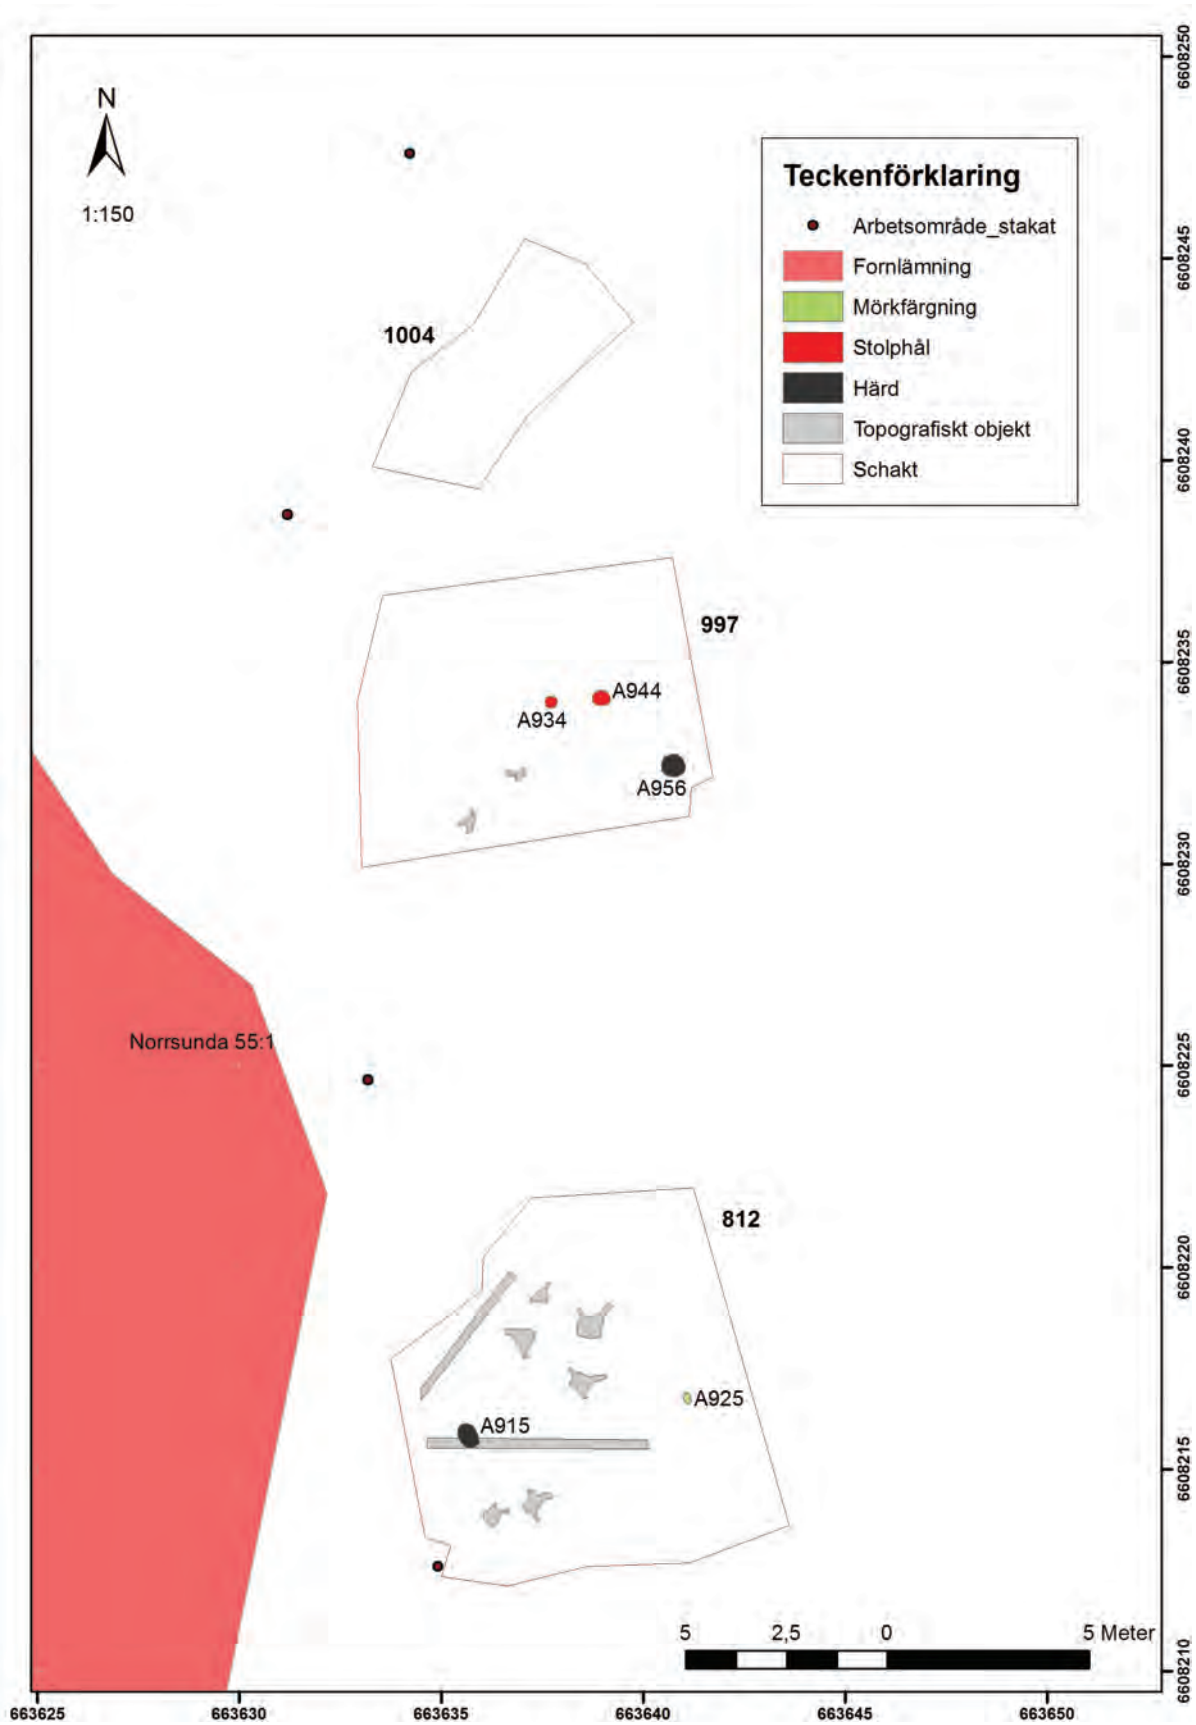 N
1:150
Teckenförklaring
Arbetsområde_stakat
Fornlämning
Mörkfärgning
Stolphål
Härd
Topografiskt objekt
Schakt
1004
997
A944
A934
A956
Norrsunda 55:1
812
A925
A915
5 2,5 0 5 Meter
6608250
6608245
6608240
6608235
6608230
6608225
6608220
6608215
6608210
663625 663630 663635 663640 663645 663650